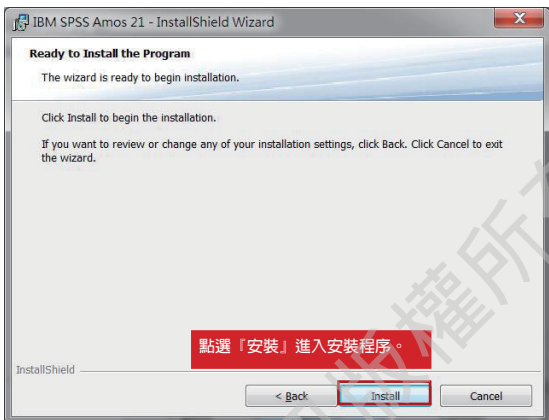 IBM SPSS Amos 21 - InstallShield Wizard
Ready to Install the Program
The wizard is ready to begin installation.
Click Install to begin the installation.
If you want to review or change any of your installation settings, click Back. Click Cancel to exit
the wizard.
點選『安裝』進入安裝程序。
InstallShield
< Back
Install
Cancel
版權所